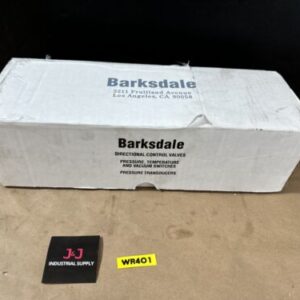 Barksdale
3211 Fruitland Avenue
Los Angeles, CA 90058
Barksdale
DIRECTIONAL CONTROL VALVES
PRESSURE, TEMPERATURE
AND VACUUM SWITCHES
PRESSURE TRANSDUCERS
J&J
INDUSTRIAL SUPPLY
WR401